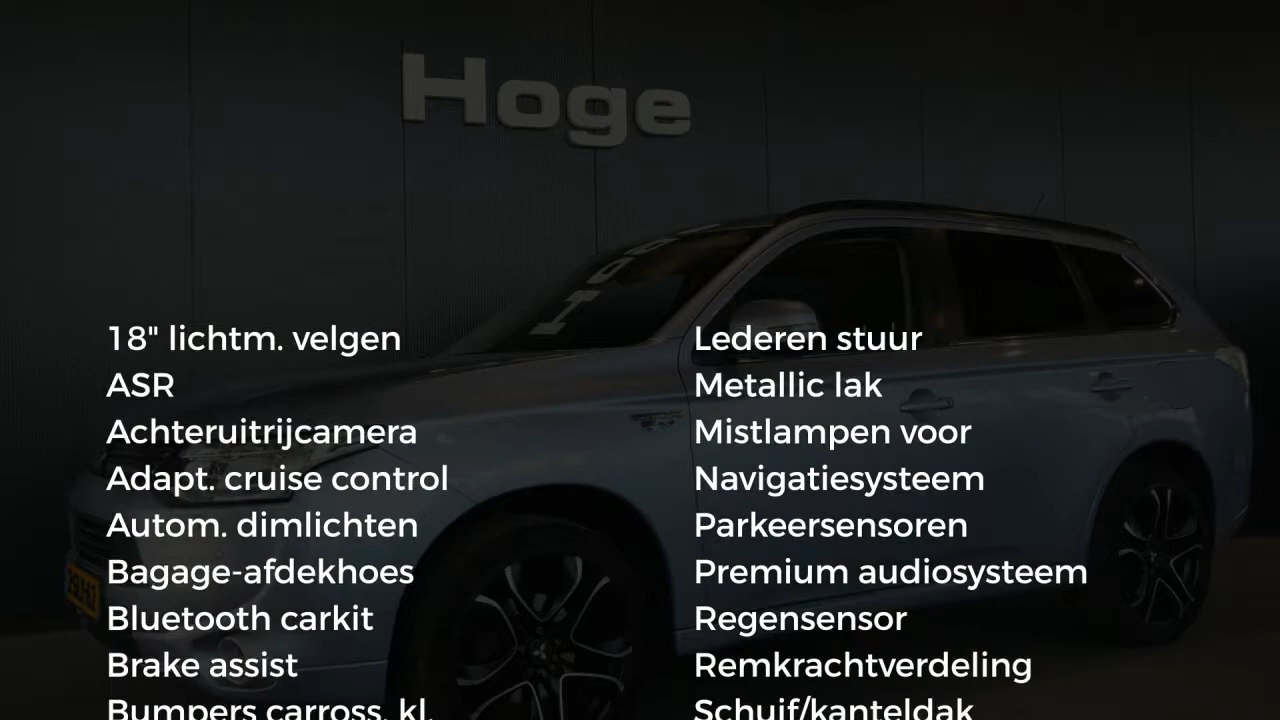 Hoge
18" lichtm. velgen
ASR
Achteruitrijcamera
Adapt. cruise control
Autom. dimlichten
Bagage-afdekhoes
Bluetooth carkit
Brake assist
Bumpers carross. kl.
Lederen stuur
Metallic lak
Mistlampen voor
Navigatiesysteem
Parkeersensoren
Premium audiosysteem
Regensensor
Remkrachtverdeling
Schuif/kanteldak